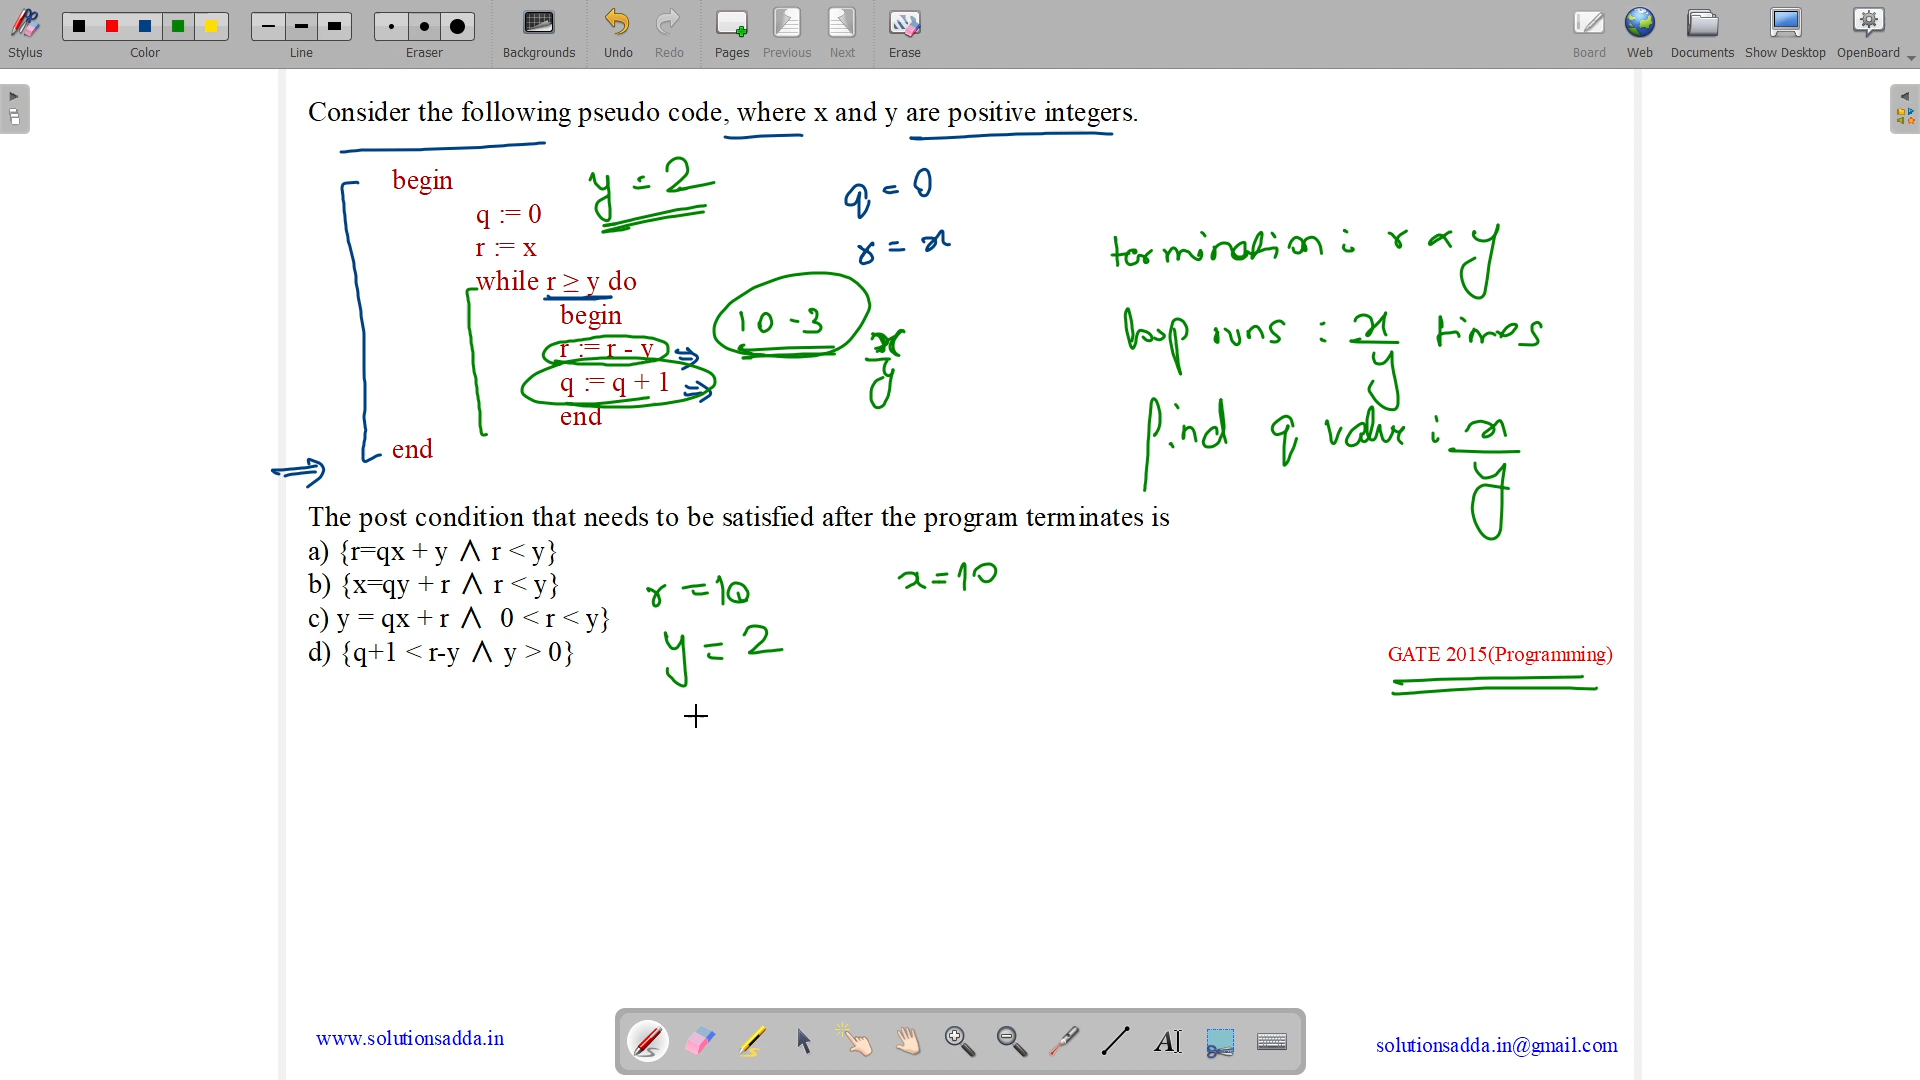 Stylus Color Line Eraser Backgrounds Undo Redo Pages Previous Next Erase Board Web Documents Show Desktop OpenBoard
Consider the following pseudo code, where x and y are positive integers.
begin
q := 0
r := x
while r ≥ y do
begin
r := r - y
q := q + 1
end
end
y = 2
q = 0
r = x
10 - 3
x
y
termination : r < y
loop runs : x/y times
find q value : x/y
The post condition that needs to be satisfied after the program terminates is
a) {r=qx + y ∧ r < y}
b) {x=qy + r ∧ r < y}
c) y = qx + r ∧ 0 < r < y}
d) {q+1 < r-y ∧ y > 0}
r = 10
x = 10
y = 2
GATE 2015(Programming)
www.solutionsadda.in
solutionsadda.in@gmail.com